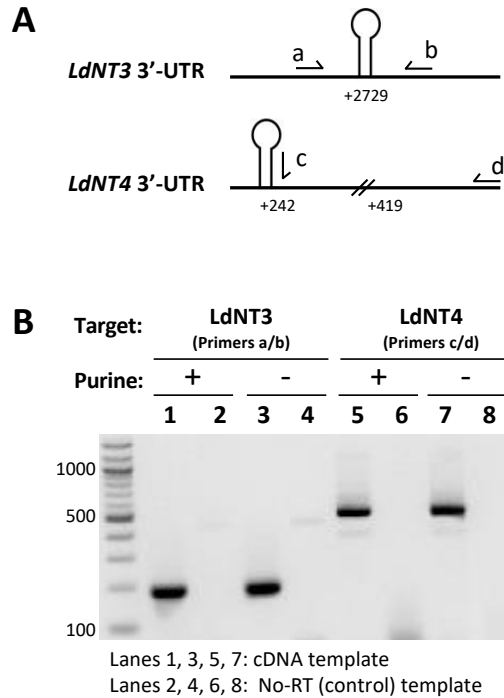 A
LdNT3 3’-UTR
a
b
+2729
LdNT4 3’-UTR
c
d
+242
+419
B
Target:
LdNT3
LdNT4
(Primers a/b)
(Primers c/d)
Purine:
+
-
+
-
1 2 3 4 5 6 7 8
1000
500
100
Lanes 1, 3, 5, 7: cDNA template
Lanes 2, 4, 6, 8: No-RT (control) template